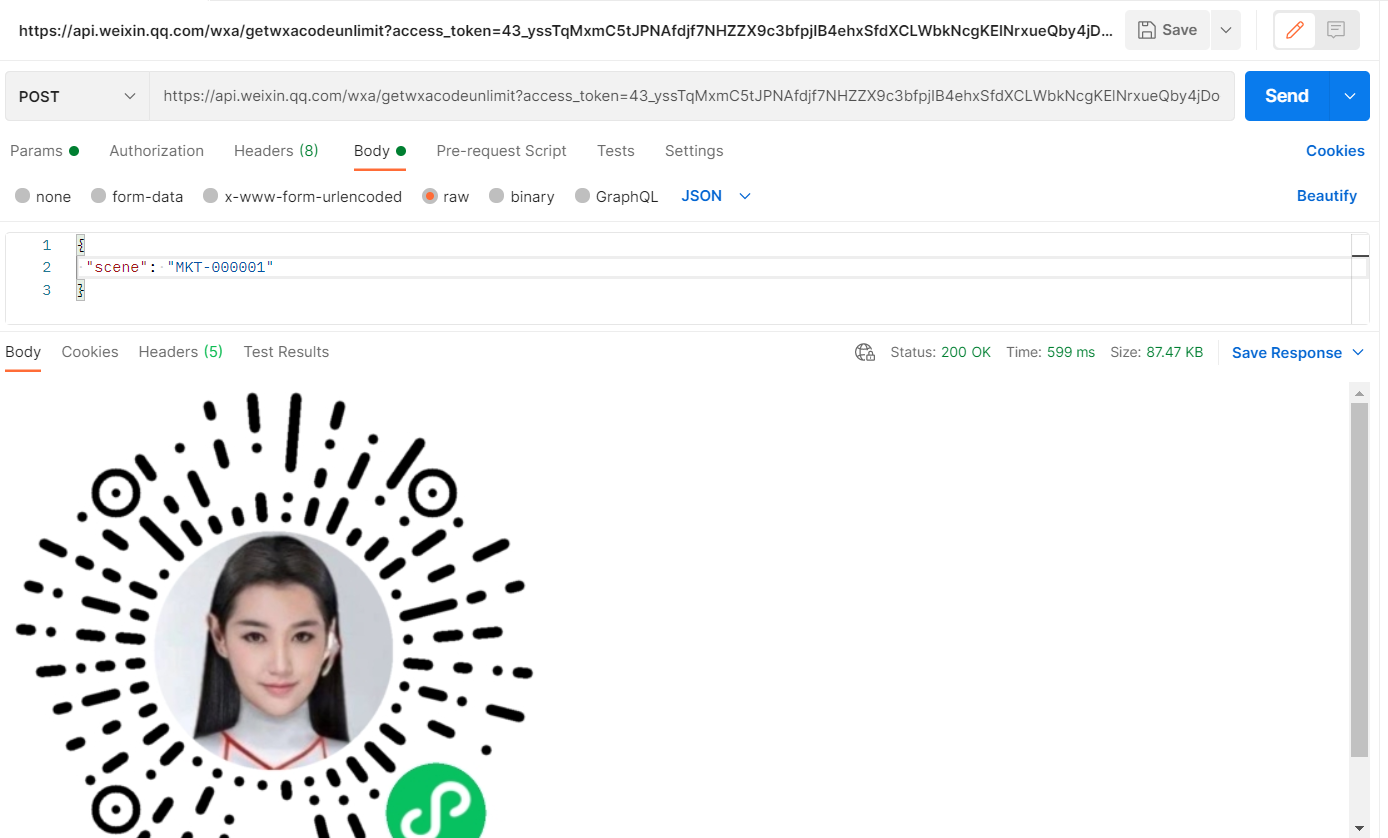 https://api.weixin.qq.com/wxa/getwxacodeunlimit?access_token=43_yssTqMxmC5tJPNAfdjf7NHZZX9c3bfpjIB4ehxSfdXCLWbkNcgKElNrxueQby4jD... Save
POST https://api.weixin.qq.com/wxa/getwxacodeunlimit?access_token=43_yssTqMxmC5tJPNAfdjf7NHZZX9c3bfpjIB4ehxSfdXCLWbkNcgKElNrxueQby4jDo Send
Params Authorization Headers (8) Body Pre-request Script Tests Settings Cookies
none form-data x-www-form-urlencoded raw binary GraphQL JSON Beautify
1 {
2 "scene": "MKT-000001"
3 }
Body Cookies Headers (5) Test Results Status: 200 OK Time: 599 ms Size: 87.47 KB Save Response